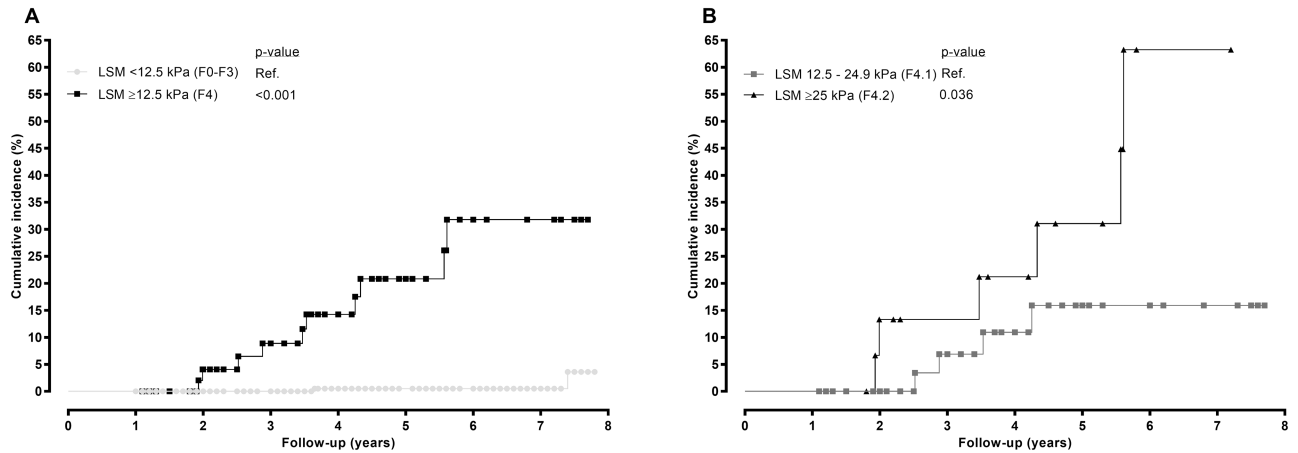 A
p-value
LSM <12.5 kPa (F0-F3) Ref.
LSM ≥12.5 kPa (F4) <0.001
65
60
55
50
45
40
35
30
25
20
15
10
5
0
Cumulative incidence (%)
0 1 2 3 4 5 6 7 8
Follow-up (years)
B
p-value
LSM 12.5 - 24.9 kPa (F4.1) Ref.
LSM ≥25 kPa (F4.2) 0.036
65
60
55
50
45
40
35
30
25
20
15
10
5
0
Cumulative incidence (%)
0 1 2 3 4 5 6 7 8
Follow-up (years)